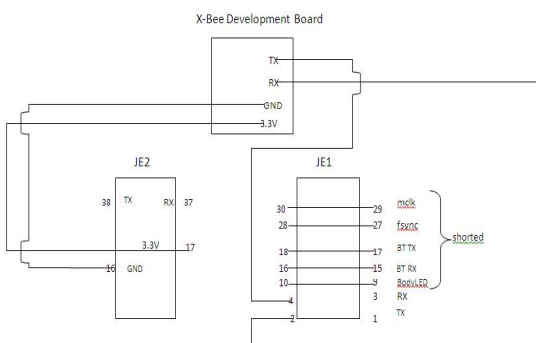 X-Bee Development Board
TX
RX
GND
3.3V
JE2
JE1
38 TX RX 37
3.3V 17
16 GND
30 29 mclk
28 27 fsync
18 17 BT TX
16 15 BT RX
10 9 BodyLED
shorted
4 3 RX
2 1 TX